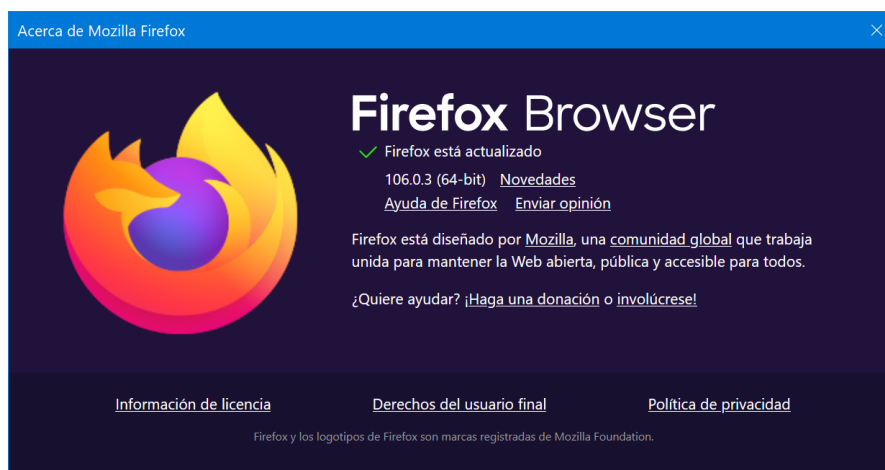 Acerca de Mozilla Firefox
Firefox Browser
Firefox está actualizado
106.0.3 (64-bit) Novedades
Ayuda de Firefox Enviar opinión
Firefox está diseñado por Mozilla, una comunidad global que trabaja
unida para mantener la Web abierta, pública y accesible para todos.
¿Quiere ayudar? ¡Haga una donación o involúcrese!
Información de licencia Derechos del usuario final Política de privacidad
Firefox y los logotipos de Firefox son marcas registradas de Mozilla Foundation.